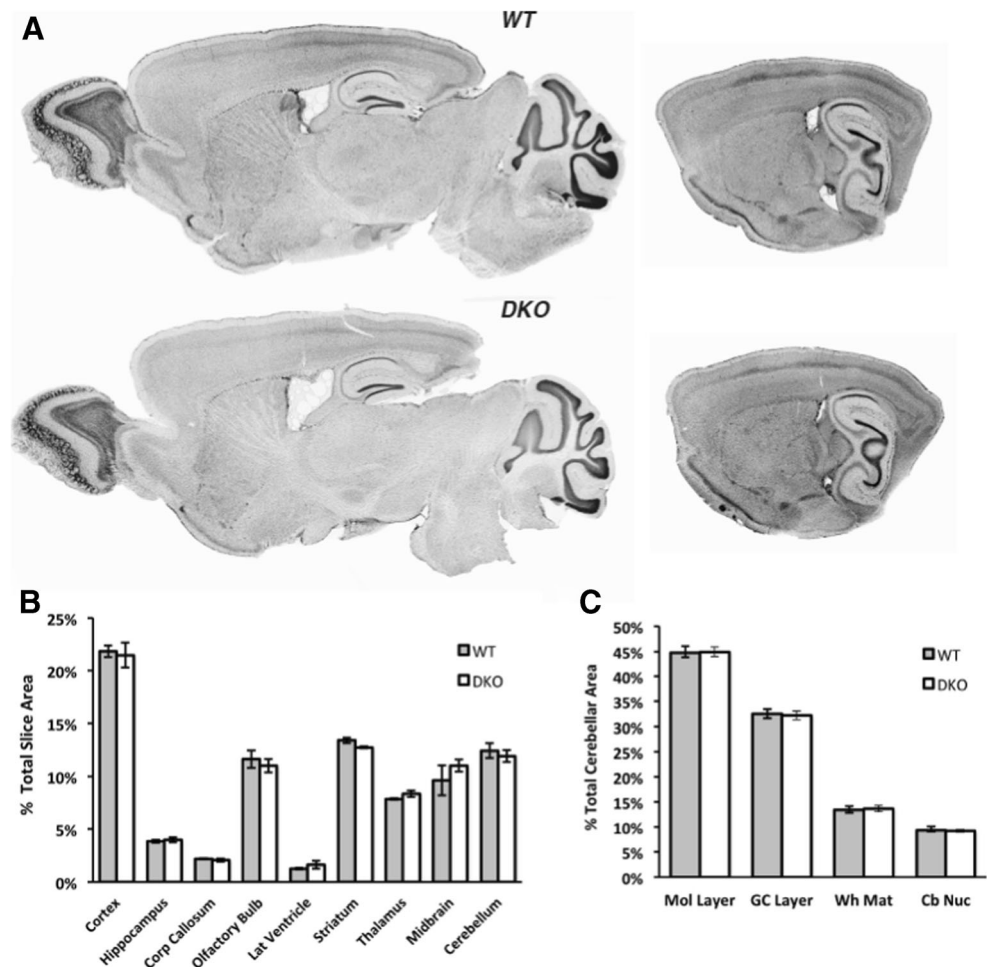 A
WT
DKO
B
25%
20%
15%
10%
5%
0%
% Total Slice Area
WT
DKO
Cortex
Hippocampus
Corp Callosum
Olfactory Bulb
Lat Ventricle
Striatum
Thalamus
Midbrain
Cerebellum
C
50%
45%
40%
35%
30%
25%
20%
15%
10%
5%
0%
% Total Cerebellar Area
WT
DKO
Mol Layer GC Layer Wh Mat Cb Nuc